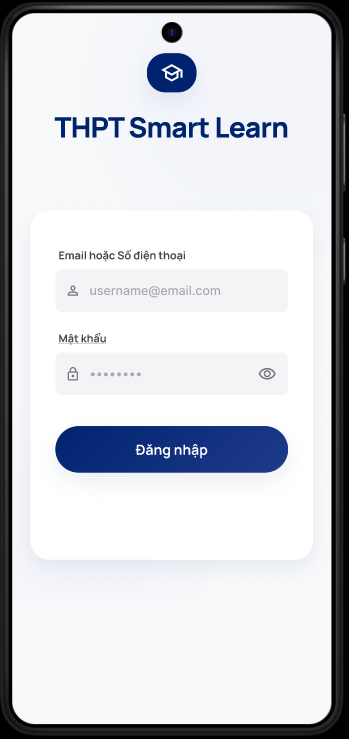 THPT Smart Learn
Email hoặc Số điện thoại
username@email.com
Mật khẩu
••••••••
Đăng nhập